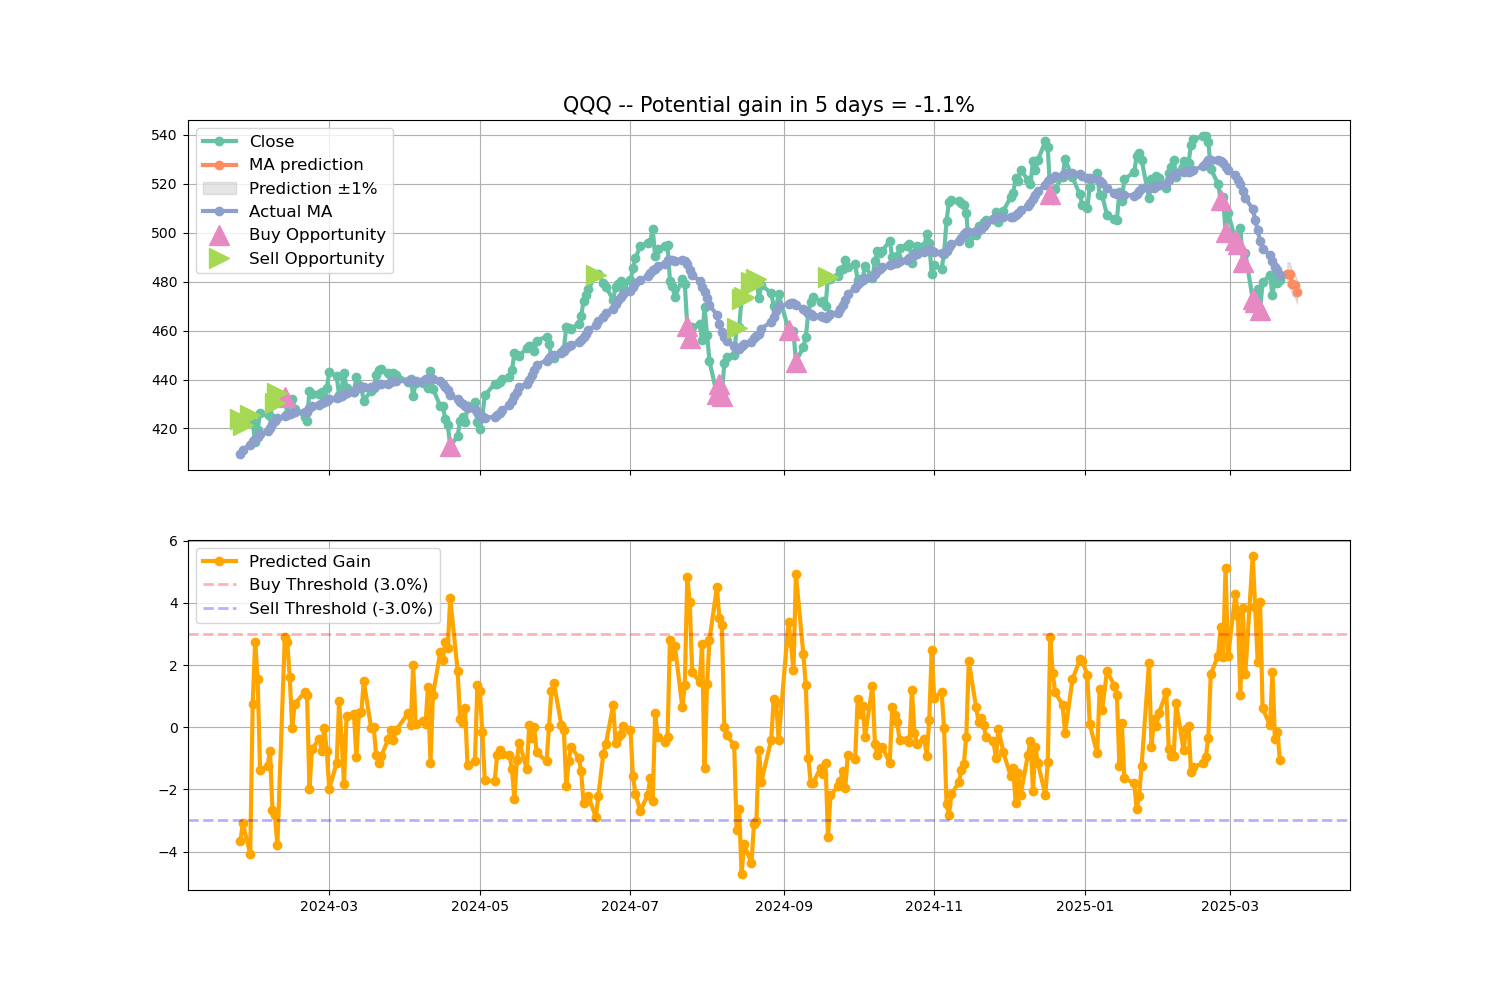 QQQ -- Potential gain in 5 days = -1.1%
540
520
500
480
460
440
420
Close
MA prediction
Prediction ±1%
Actual MA
Buy Opportunity
Sell Opportunity
6
4
2
0
−2
−4
Predicted Gain
Buy Threshold (3.0%)
Sell Threshold (-3.0%)
2024-03 2024-05 2024-07 2024-09 2024-11 2025-01 2025-03